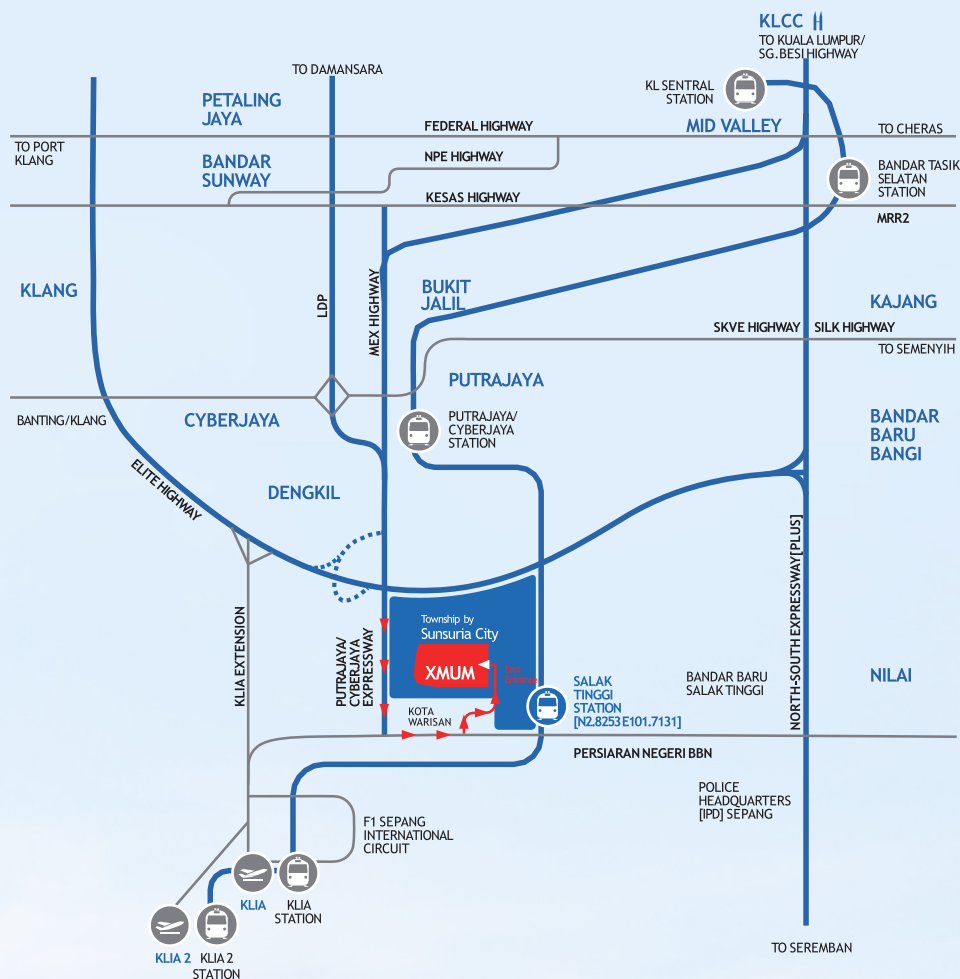 KLCC
TO KUALA LUMPUR/
SG.BESI HIGHWAY
TO DAMANSARA
KL SENTRAL
STATION
PETALING
JAYA
FEDERAL HIGHWAY
MID VALLEY
TO CHERAS
TO PORT
KLANG
BANDAR
SUNWAY
NPE HIGHWAY
BANDAR TASIK
SELATAN
STATION
KESAS HIGHWAY
MRR2
KLANG
LDP
MEX HIGHWAY
BUKIT
JALIL
KAJANG
SKVE HIGHWAY
SILK HIGHWAY
TO SEMENYIH
PUTRAJAYA
BANTING/KLANG
CYBERJAYA
PUTRAJAYA/
CYBERJAYA
STATION
BANDAR
BARU
BANGI
ELITE HIGHWAY
DENGKIL
NORTH-SOUTH EXPRESSWAY[PLUS]
KLIA EXTENSION
PUTRAJAYA/
CYBERJAYA
EXPRESSWAY
Township by
Sunsuria City
XMUM
East
Entrance
KOTA
WARISAN
SALAK
TINGGI
STATION
[N2.8253E101.7131]
BANDAR BARU
SALAK TINGGI
NILAI
PERSIARAN NEGERI BBN
POLICE
HEADQUARTERS
[IPD] SEPANG
F1 SEPANG
INTERNATIONAL
CIRCUIT
KLIA
KLIA
STATION
KLIA 2
KLIA 2
STATION
TO SEREMBAN